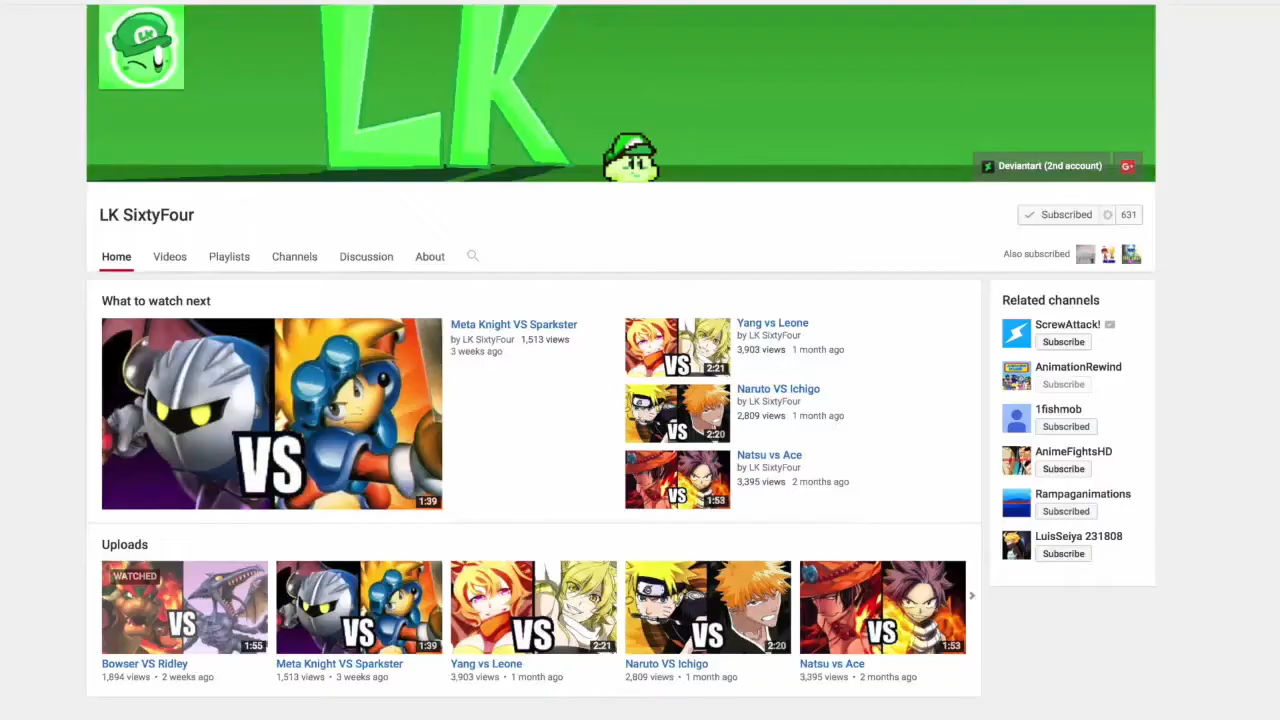 LK
LK
Deviantart (2nd account)
G+
LK SixtyFour
Subscribed
631
Home
Videos
Playlists
Channels
Discussion
About
Also subscribed
What to watch next
VS
1:39
Meta Knight VS Sparkster
by LK SixtyFour 1,513 views
3 weeks ago
VS
2:21
Yang vs Leone
by LK SixtyFour
3,903 views 1 month ago
VS
2:20
Naruto VS Ichigo
by LK SixtyFour
2,809 views 1 month ago
VS
1:53
Natsu vs Ace
by LK SixtyFour
3,395 views 2 months ago
Related channels
ScrewAttack!
Subscribe
AnimationRewind
Subscribe
1fishmob
Subscribed
AnimeFightsHD
Subscribe
Rampaganimations
Subscribed
LuisSeiya 231808
Subscribe
Uploads
WATCHED
VS
1:55
Bowser VS Ridley
1,894 views • 2 weeks ago
VS
1:39
Meta Knight VS Sparkster
1,513 views • 3 weeks ago
VS
2:21
Yang vs Leone
3,903 views • 1 month ago
VS
2:20
Naruto VS Ichigo
2,809 views • 1 month ago
VS
1:53
Natsu vs Ace
3,395 views • 2 months ago